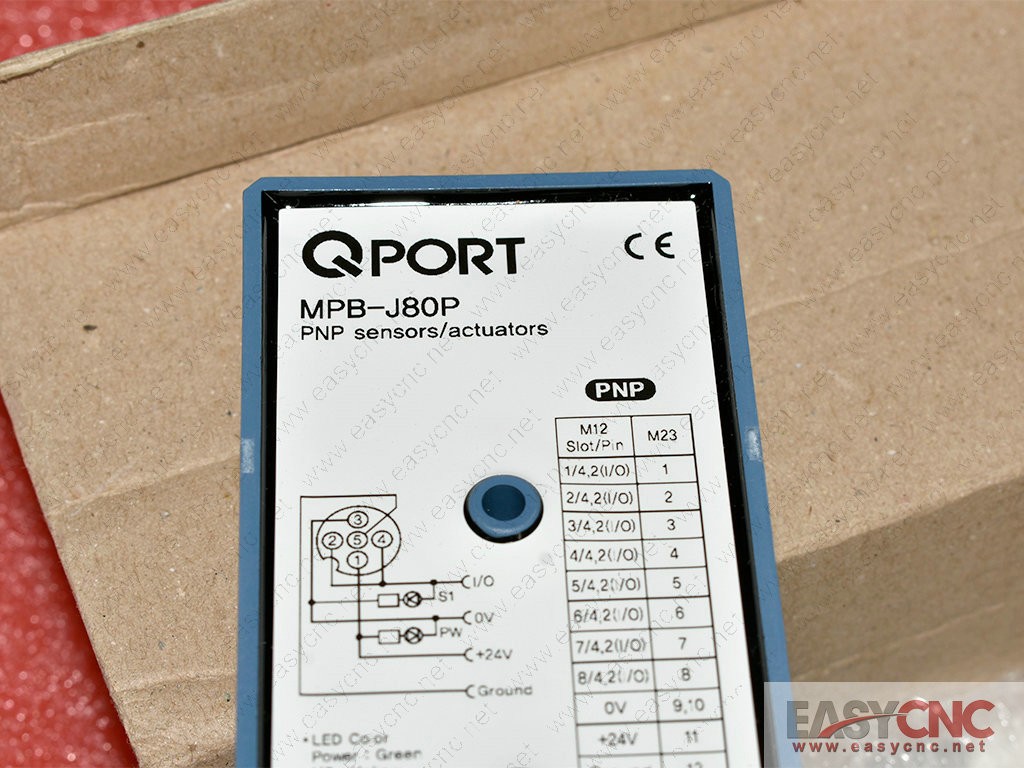 QPORT CE
MPB-J80P
PNP sensors/actuators
PNP
M12 Slot/Pin M23
1/4,2(I/O) 1
2/4,2(I/O) 2
3/4,2(I/O) 3
4/4,2(I/O) 4
5/4,2(I/O) 5
6/4,2(I/O) 6
7/4,2(I/O) 7
8/4,2(I/O) 8
0V 9,10
+24V 11
12
3
2 5 4
1
I/O
S1
0V
PW
+24V
Ground
*LED Color
Power : Green
EASYCNC
www.easycnc.net